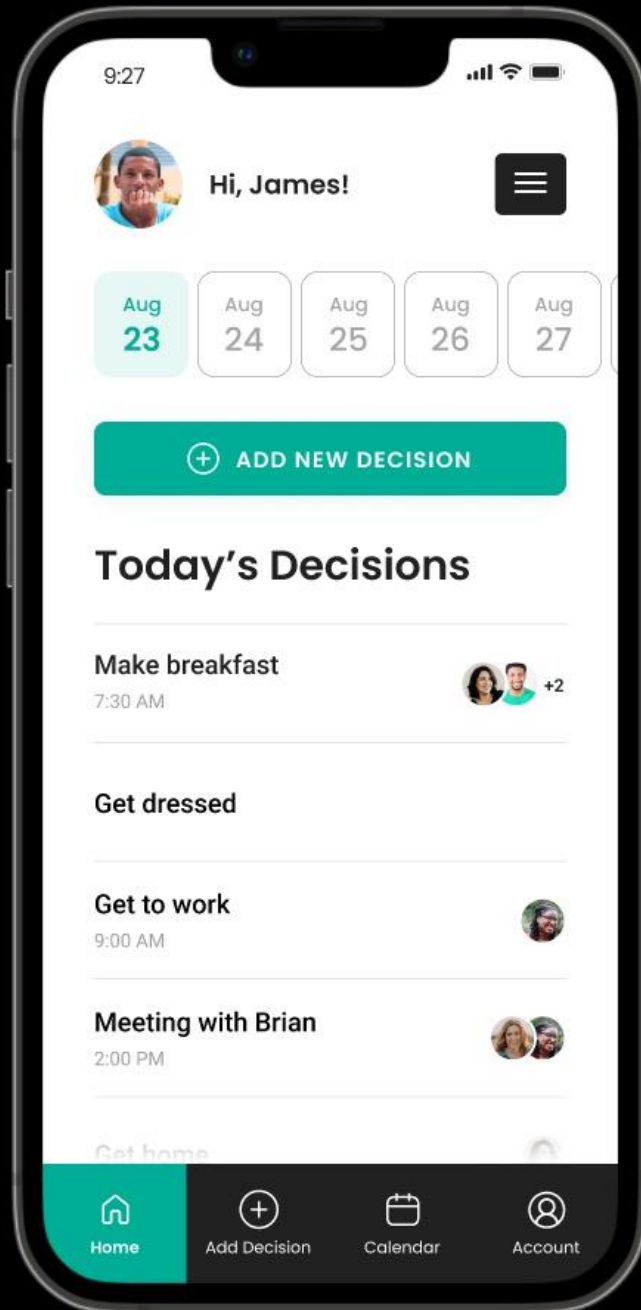 9:27
Hi, James!
Aug Aug Aug Aug Aug
23 24 25 26 27
ADD NEW DECISION
Today’s Decisions
Make breakfast
7:30 AM
+2
Get dressed
Get to work
9:00 AM
Meeting with Brian
2:00 PM
Get home
Home Add Decision Calendar Account